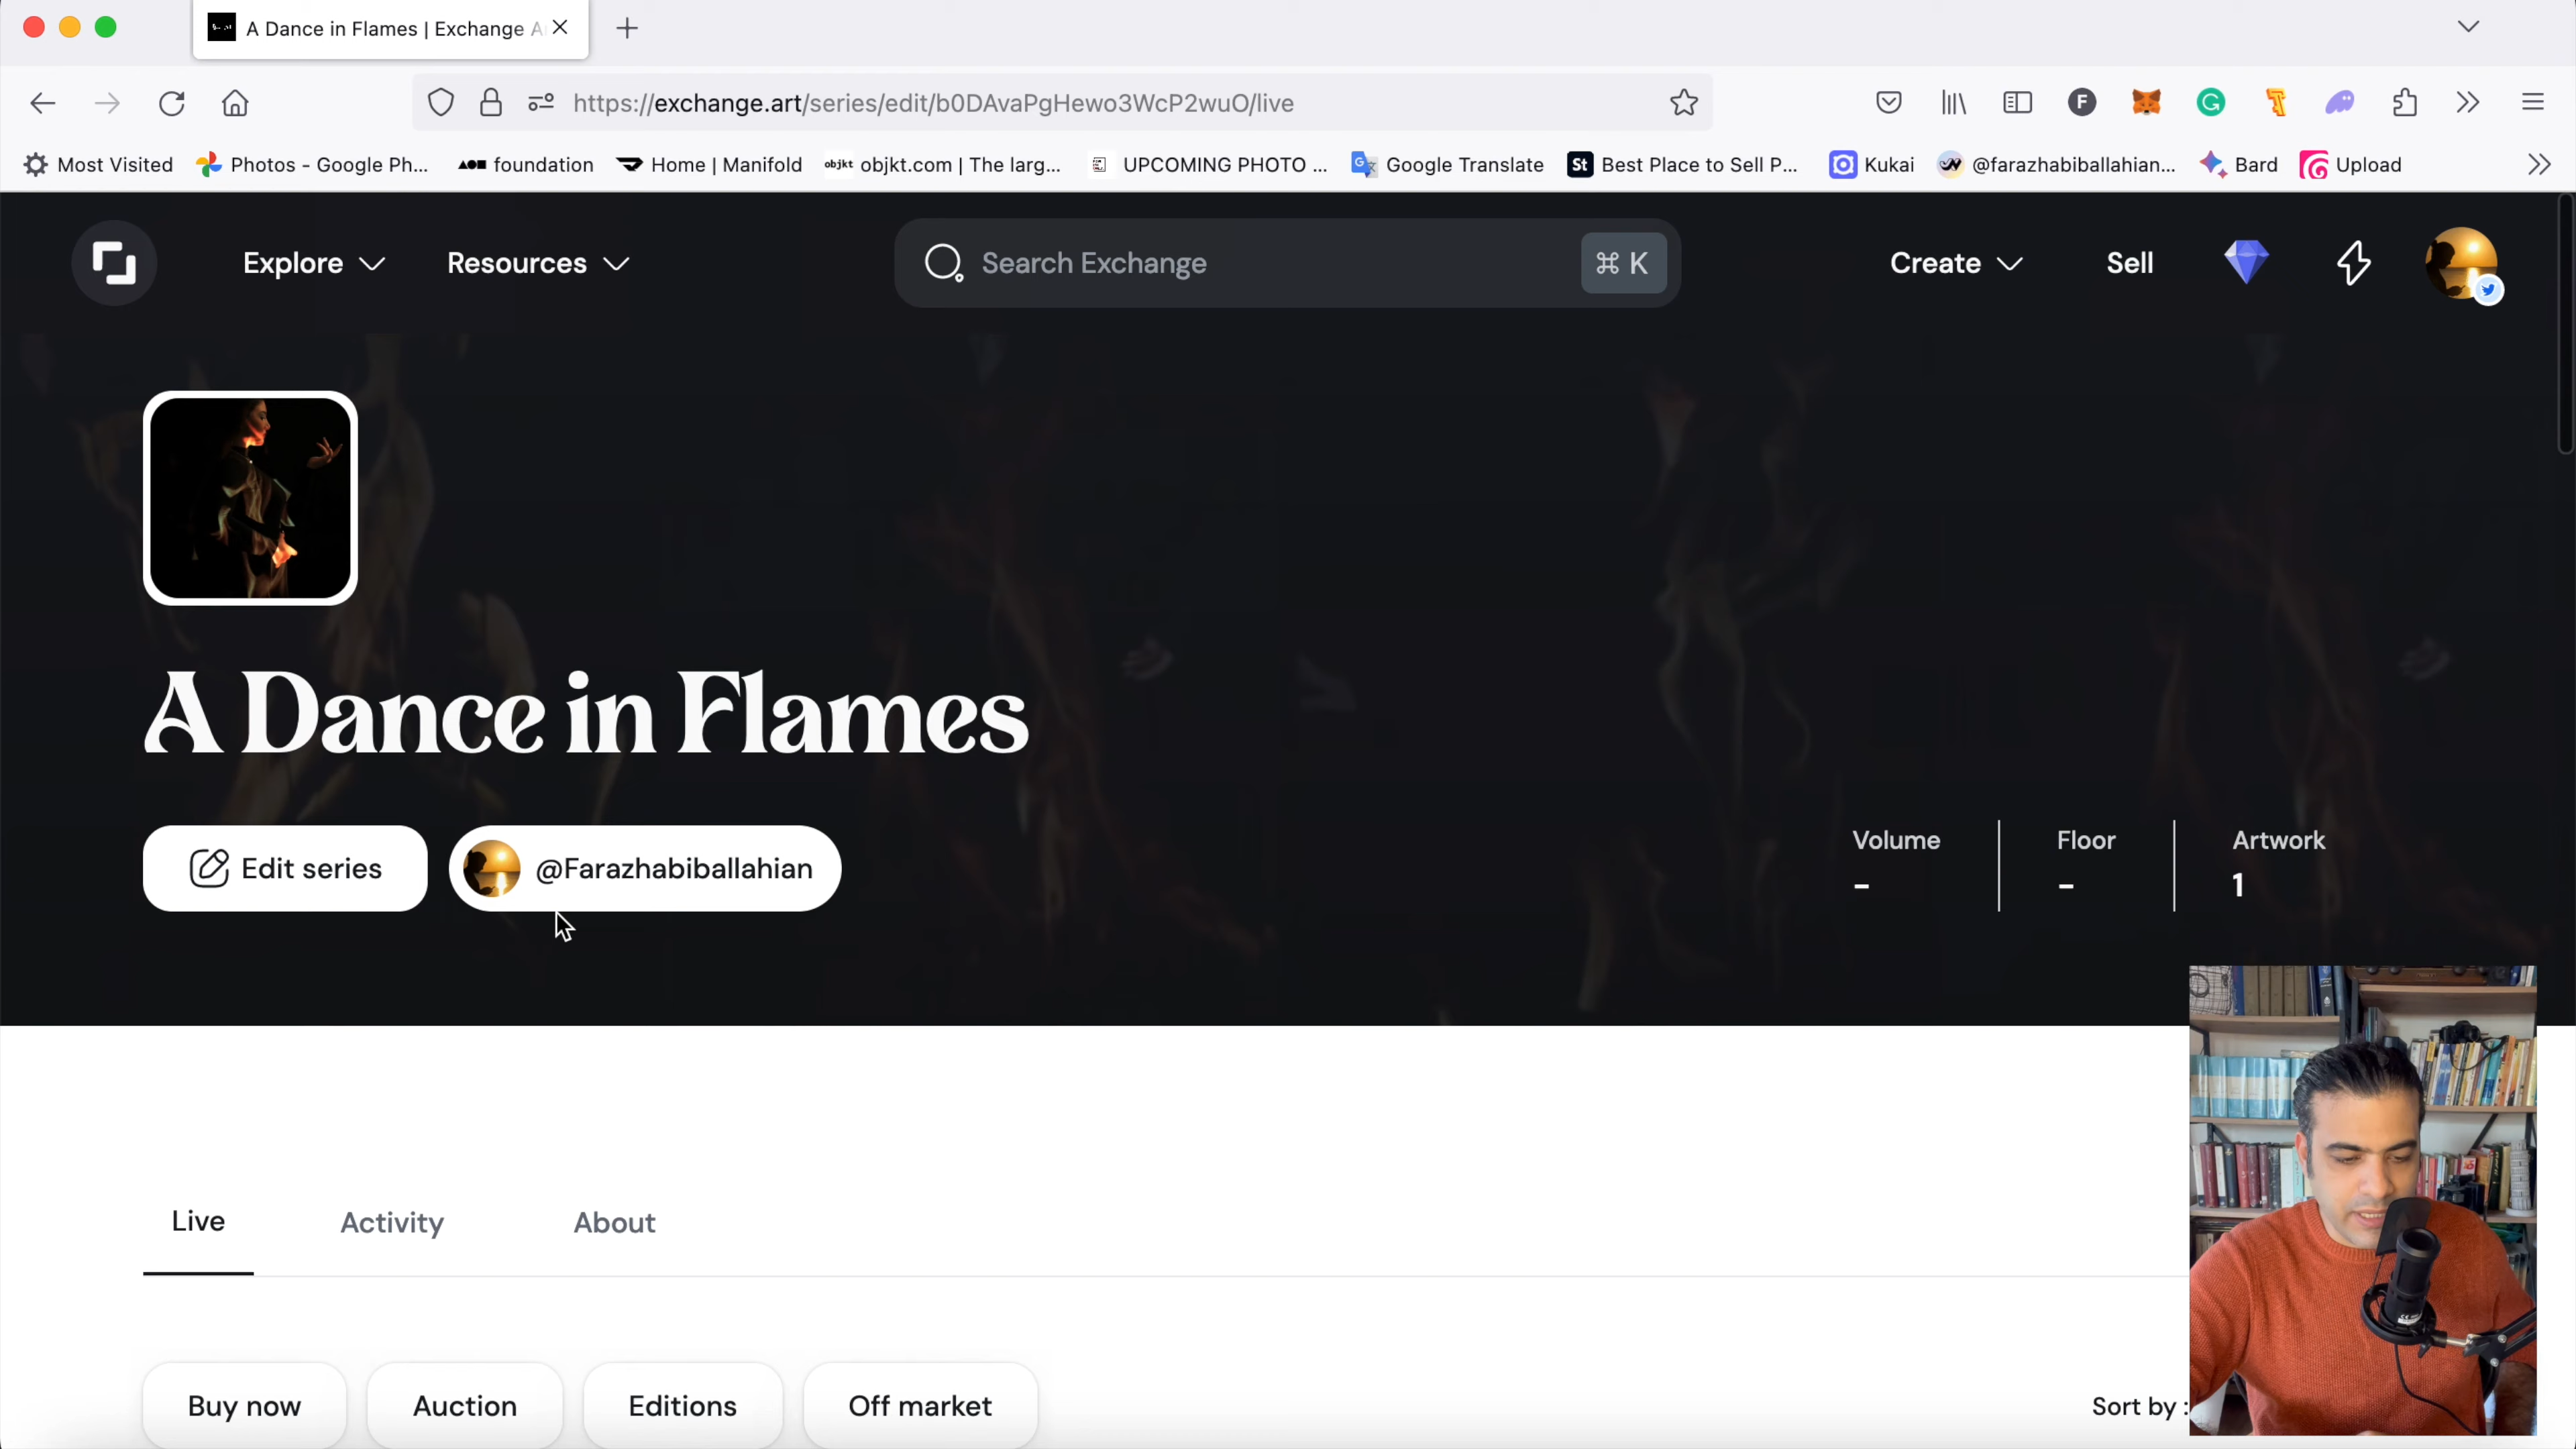 A Dance in Flames | Exchange A
https://exchange.art/series/edit/b0DAvaPgHewo3WcP2wuO/live
Most Visited Photos - Google Ph... foundation Home | Manifold objkt objkt.com | The larg... UPCOMING PHOTO ... Google Translate St Best Place to Sell P... Kukai @farazhabiballahian... Bard Upload
Explore Resources Search Exchange ⌘ K Create Sell
A Dance in Flames
Edit series @Farazhabiballahian
Volume Floor Artwork
- - 1
Live Activity About
Buy now Auction Editions Off market Sort by :